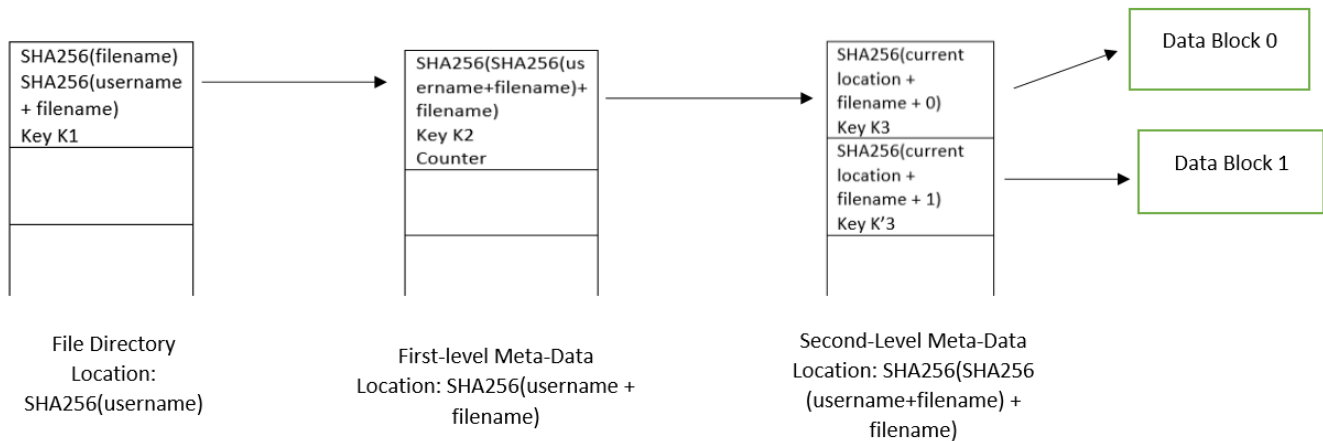 SHA256(filename)
SHA256(username
+ filename)
Key K1
File Directory
Location:
SHA256(username)
SHA256(SHA256(us
ername+filename)+
filename)
Key K2
Counter
First-level Meta-Data
Location: SHA256(username +
filename)
SHA256(current
location +
filename + 0)
Key K3
SHA256(current
location +
filename + 1)
Key K'3
Second-Level Meta-Data
Location: SHA256(SHA256
(username+filename) +
filename)
Data Block 0
Data Block 1